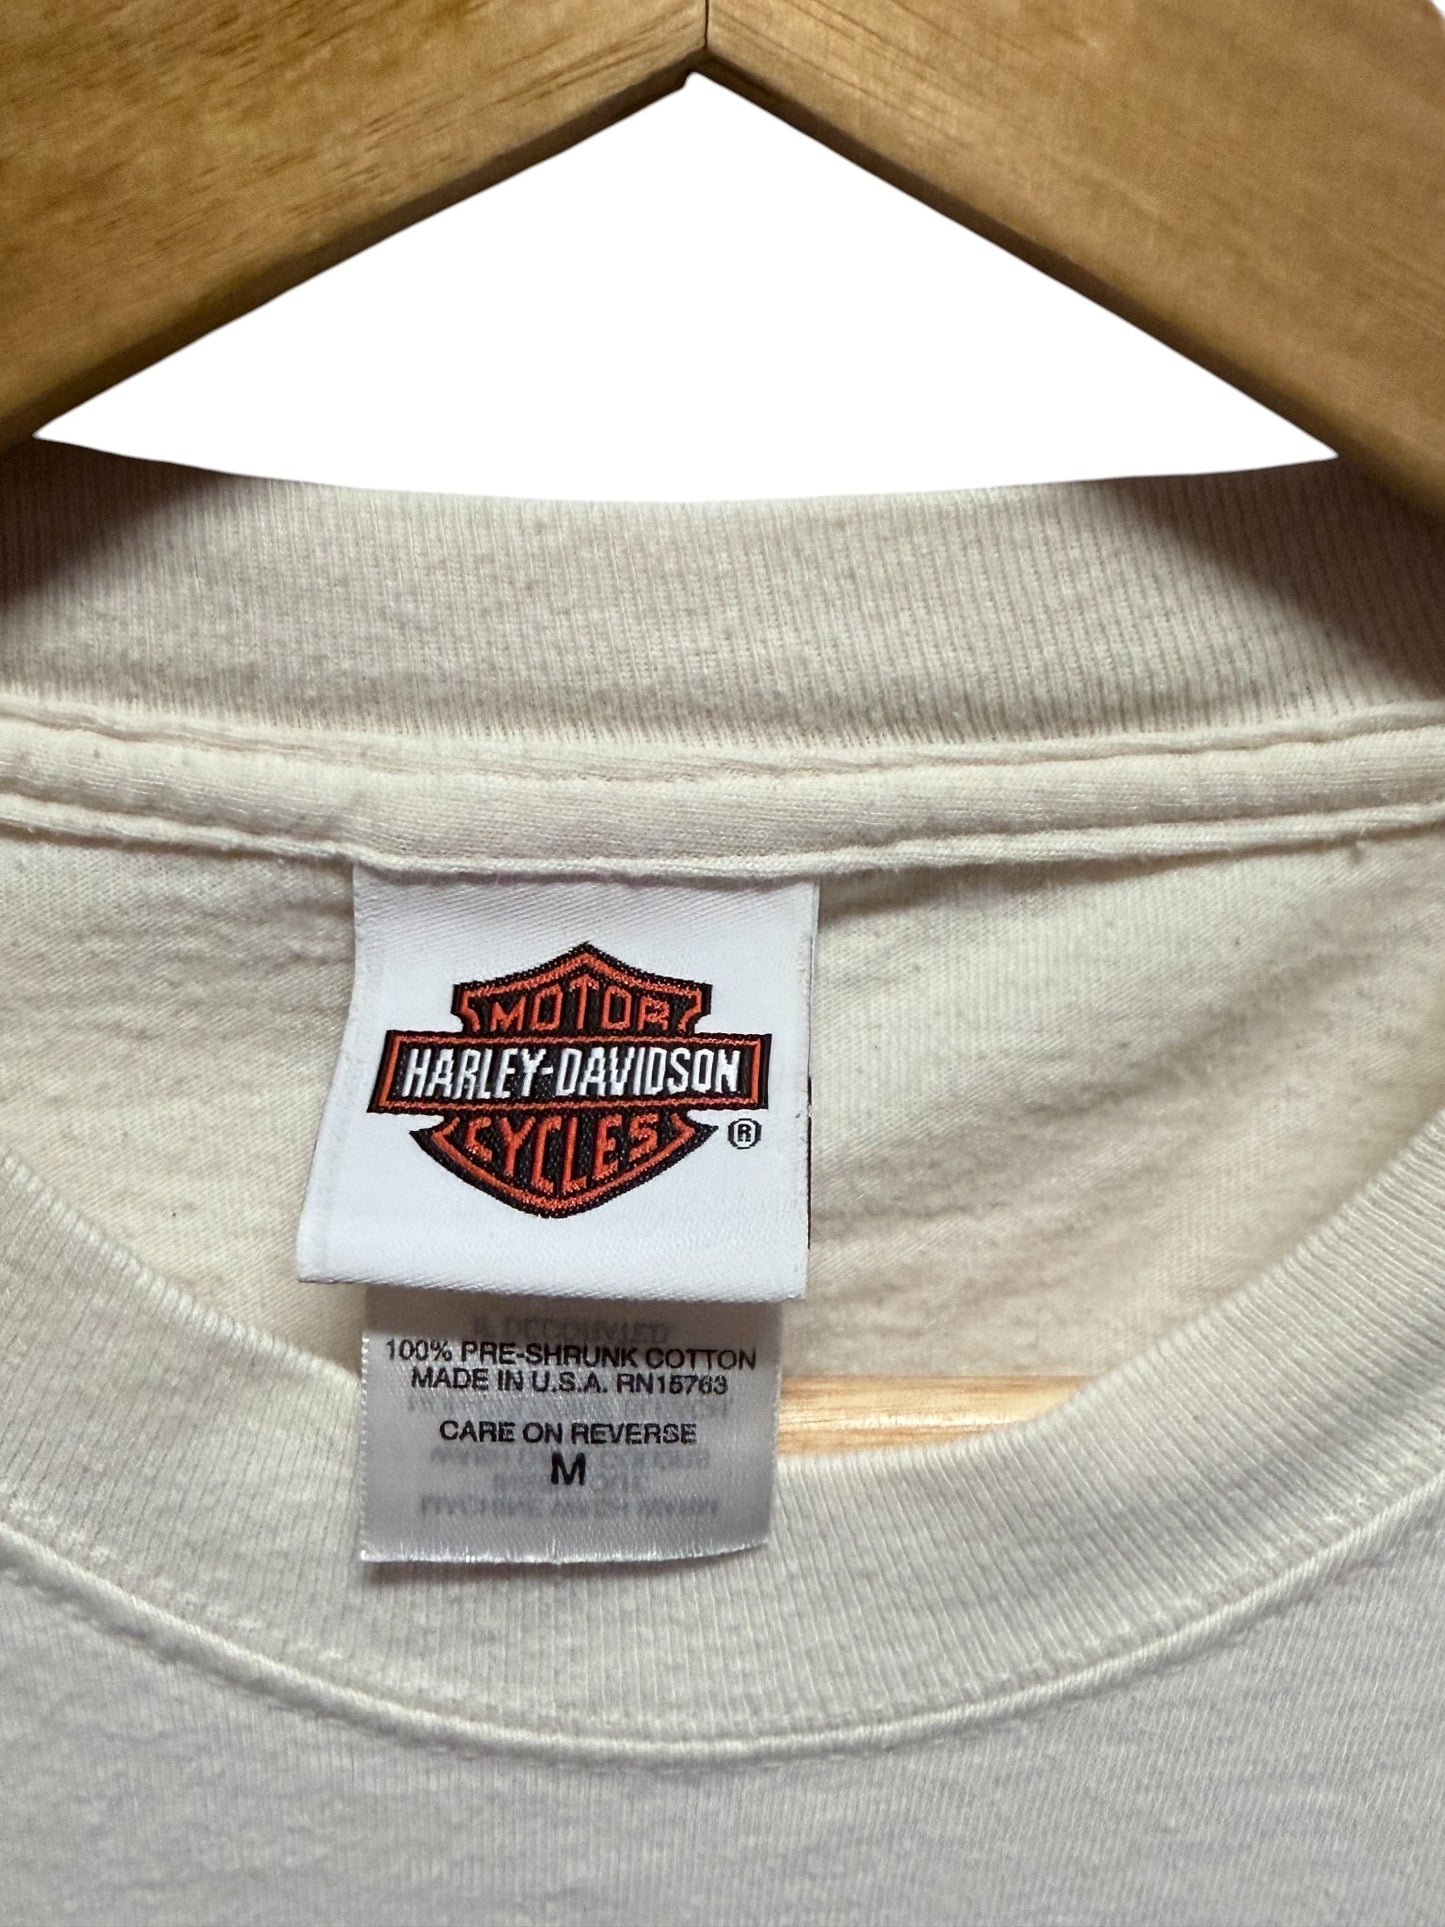 MOTOR
HARLEY-DAVIDSON
CYCLES
®
100% PRE-SHRUNK COTTON
MADE IN U.S.A. RN15763
CARE ON REVERSE
M